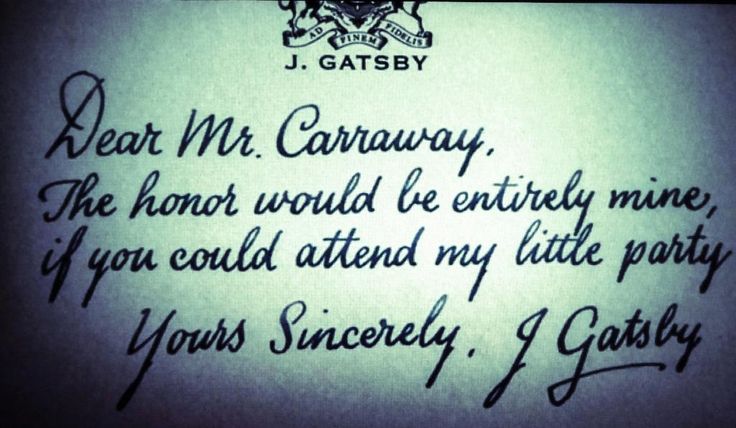 AD FINEM FIDELIS
J. GATSBY
Dear Mr. Carraway,
The honor would be entirely mine,
if you could attend my little party
Yours Sincerely, J Gatsby